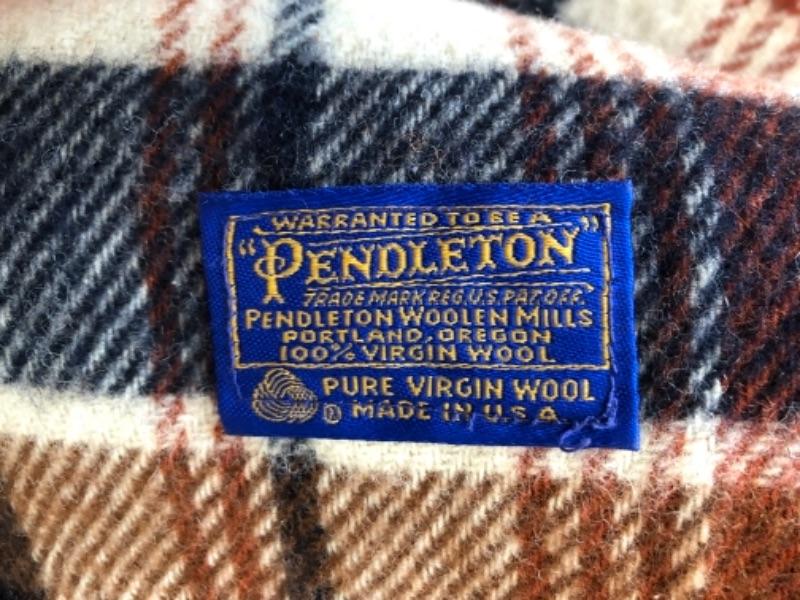 WARRANTED TO BE A
"PENDLETON"
TRADE MARK REG. U.S. PAT OFF.
PENDLETON WOOLEN MILLS
PORTLAND, OREGON
100% VIRGIN WOOL
PURE VIRGIN WOOL
® MADE IN U.S.A.